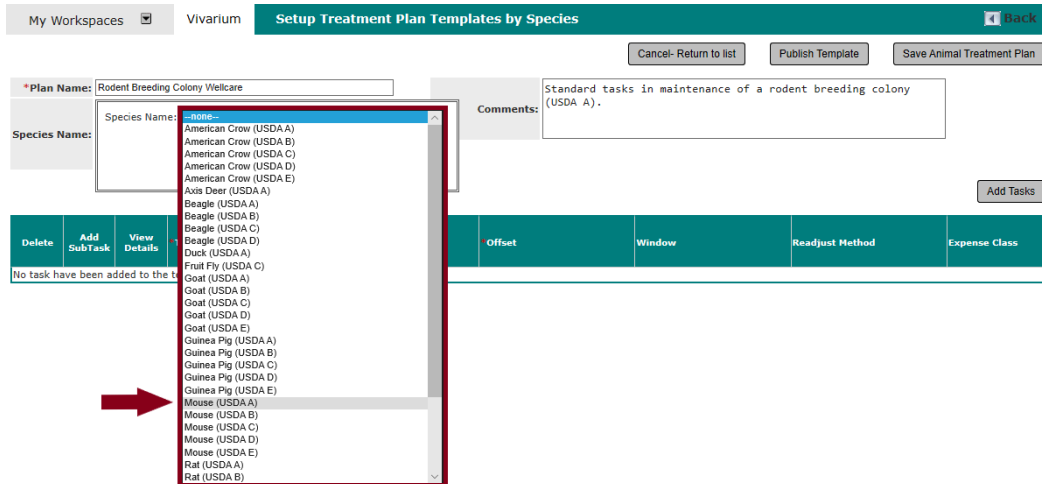 My Workspaces Vivarium Setup Treatment Plan Templates by Species Back
Cancel- Return to list Publish Template Save Animal Treatment Plan
*Plan Name: Rodent Breeding Colony Wellcare
Comments: Standard tasks in maintenance of a rodent breeding colony
(USDA A).
Species Name:
Species Name: --none--
American Crow (USDA A)
American Crow (USDA B)
American Crow (USDA C)
American Crow (USDA D)
American Crow (USDA E)
Axis Deer (USDA A)
Beagle (USDA A)
Beagle (USDA B)
Beagle (USDA C)
Beagle (USDA D)
Duck (USDA A)
Fruit Fly (USDA C)
Goat (USDA A)
Goat (USDA B)
Goat (USDA C)
Goat (USDA D)
Goat (USDA E)
Guinea Pig (USDA A)
Guinea Pig (USDA B)
Guinea Pig (USDA C)
Guinea Pig (USDA D)
Guinea Pig (USDA E)
Mouse (USDA A)
Mouse (USDA B)
Mouse (USDA C)
Mouse (USDA D)
Mouse (USDA E)
Rat (USDA A)
Rat (USDA B)
Add Tasks
Delete Add SubTask View Details *Offset Window Readjust Method Expense Class
No task have been added to the